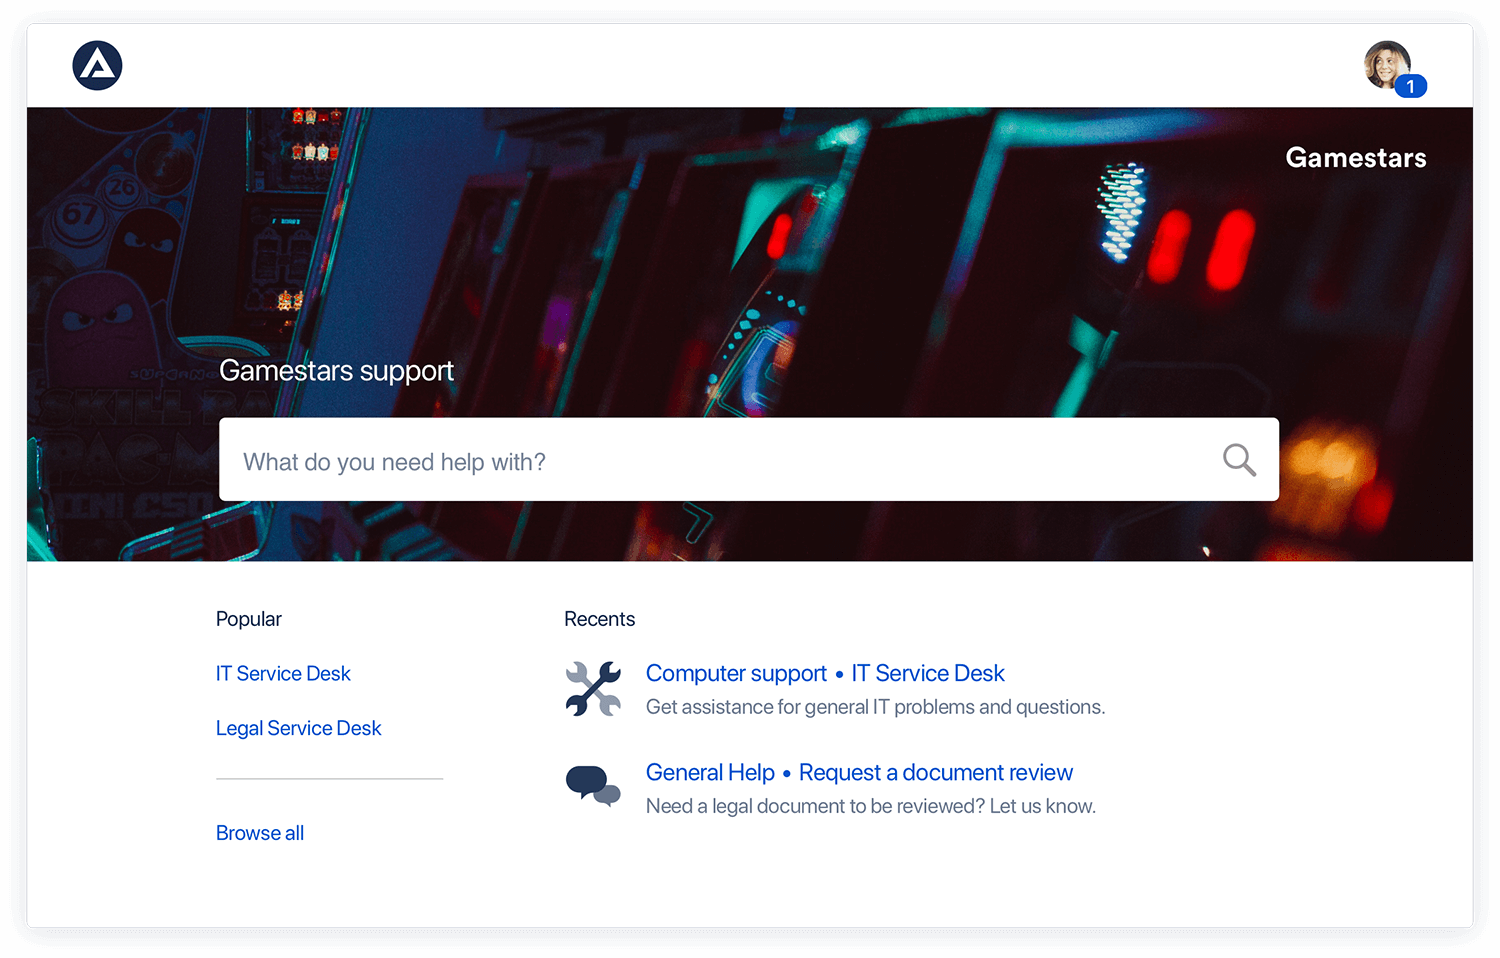 1
Gamestars
26
67
Gamestars support
What do you need help with?
Popular
Recents
IT Service Desk
Computer support • IT Service Desk
Get assistance for general IT problems and questions.
Legal Service Desk
General Help • Request a document review
Need a legal document to be reviewed? Let us know.
Browse all